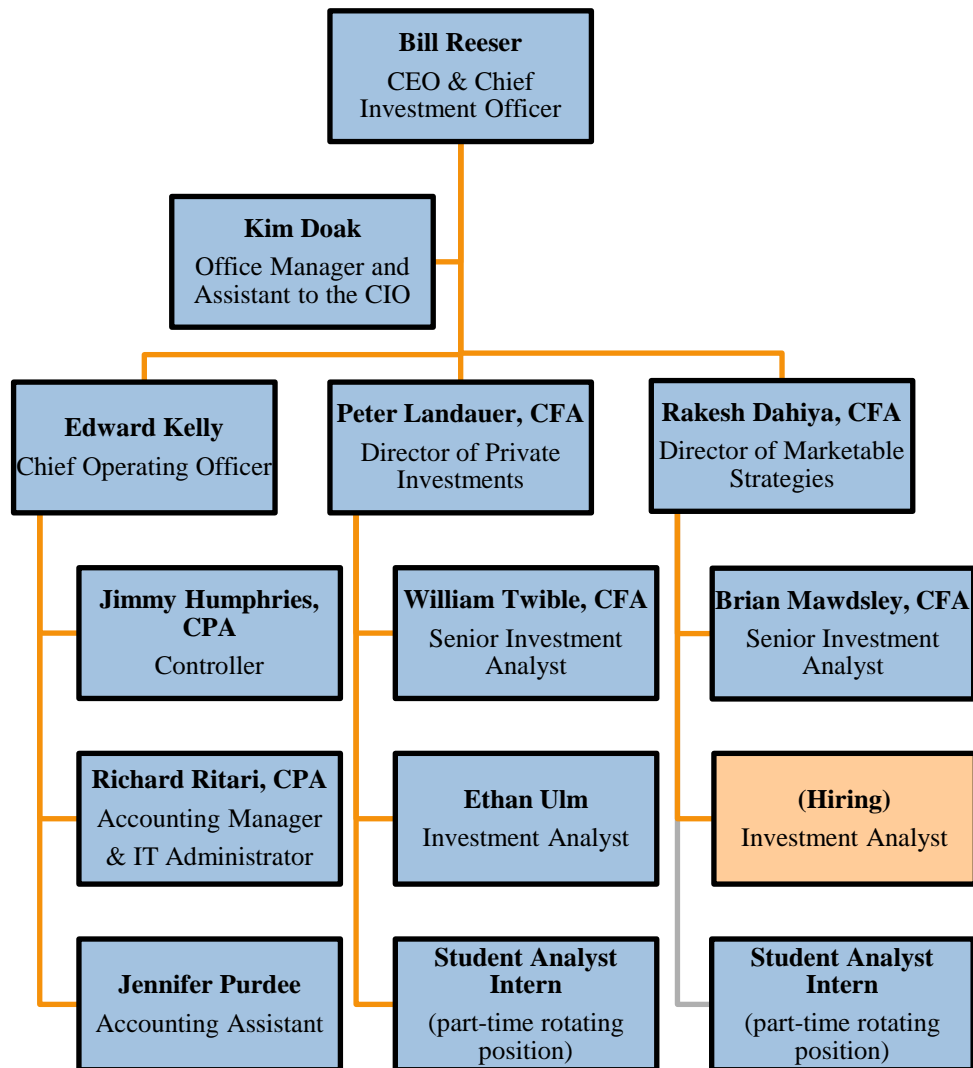 Bill Reeser
CEO & Chief
Investment Officer
Kim Doak
Office Manager and
Assistant to the CIO
Edward Kelly
Chief Operating Officer
Peter Landauer, CFA
Director of Private
Investments
Rakesh Dahiya, CFA
Director of Marketable
Strategies
Jimmy Humphries,
CPA
Controller
William Twible, CFA
Senior Investment
Analyst
Brian Mawdsley, CFA
Senior Investment
Analyst
Richard Ritari, CPA
Accounting Manager
& IT Administrator
Ethan Ulm
Investment Analyst
(Hiring)
Investment Analyst
Jennifer Purdee
Accounting Assistant
Student Analyst
Intern
(part-time rotating
position)
Student Analyst
Intern
(part-time rotating
position)